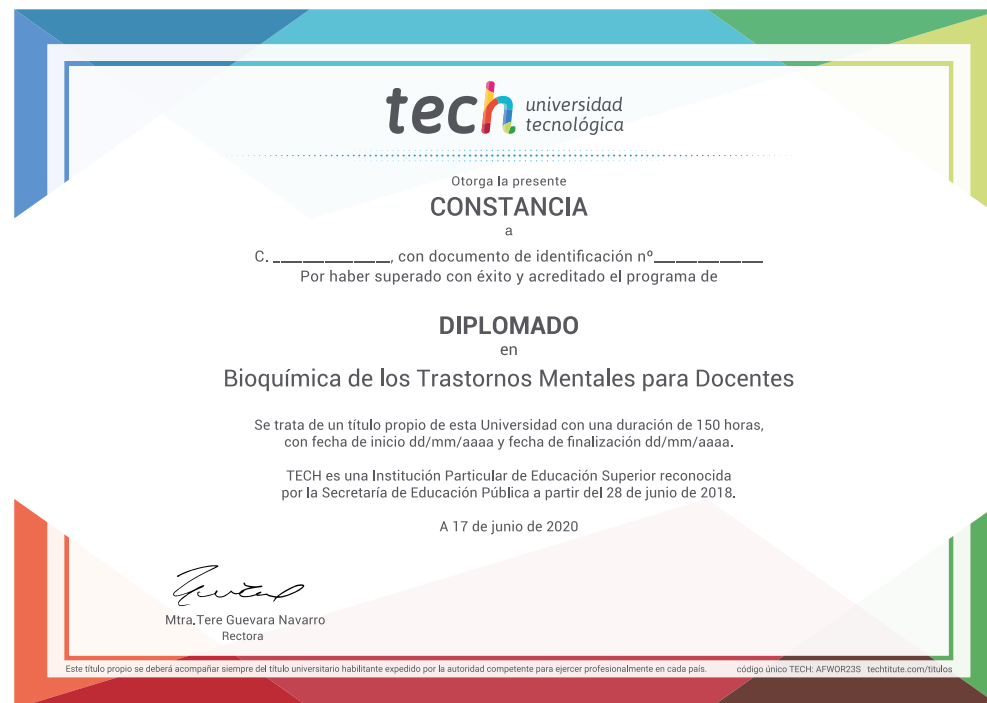 tech universidad
tecnológica
Otorga la presente
CONSTANCIA
a
C. ________________, con documento de identificación nº_______________
Por haber superado con éxito y acreditado el programa de
DIPLOMADO
en
Bioquímica de los Trastornos Mentales para Docentes
Se trata de un título propio de esta Universidad con una duración de 150 horas,
con fecha de inicio dd/mm/aaaa y fecha de finalización dd/mm/aaaa.
TECH es una Institución Particular de Educación Superior reconocida
por la Secretaría de Educación Pública a partir del 28 de junio de 2018.
A 17 de junio de 2020
Mtra.Tere Guevara Navarro
Rectora
Este título propio se deberá acompañar siempre del título universitario habilitante expedido por la autoridad competente para ejercer profesionalmente en cada país. código único TECH: AFWOR23S techtitute.com/titulos